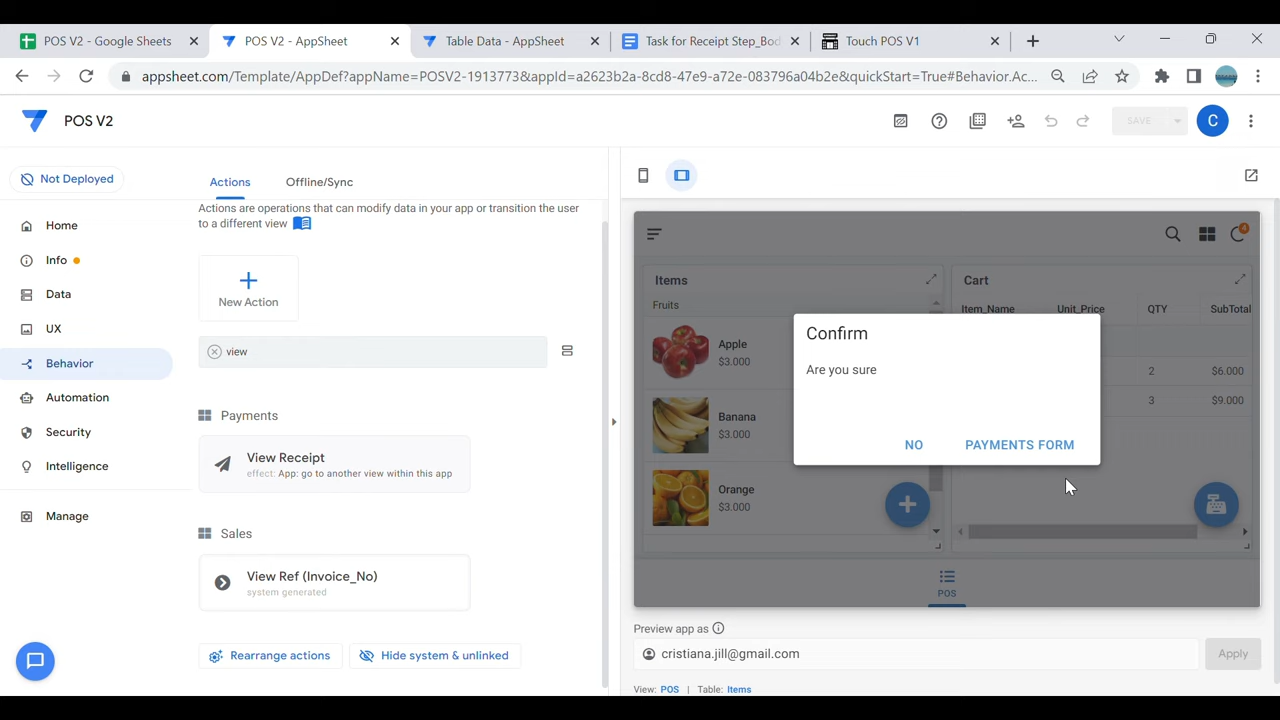 POS V2 - Google Sheets
POS V2 - AppSheet
Table Data - AppSheet
Task for Receipt Step_Bod
Touch POS V1
appsheet.com/Template/AppDef?appName=POSV2-1913773&appId=a2623b2a-8cd8-47e9-a72e-083796a04b2e&quickStart=True#Behavior.Ac...
POS V2
SAVE
C
Not Deployed
Actions
Offline/Sync
Home
Info
Data
UX
Behavior
Automation
Security
Intelligence
Manage
Actions are operations that can modify data in your app or transition the user
to a different view
New Action
view
Payments
View Receipt
effect: App: go to another view within this app
Sales
View Ref (Invoice_No)
system generated
Rearrange actions
Hide system & unlinked
4
Items
Fruits
Apple
$3.000
Banana
$3.000
Orange
$3.000
Cart
Item_Name Unit_Price QTY SubTotal
2 $6.000
3 $9.000
Confirm
Are you sure
NO
PAYMENTS FORM
POS
Preview app as
cristiana.jill@gmail.com
Apply
View: POS | Table: Items